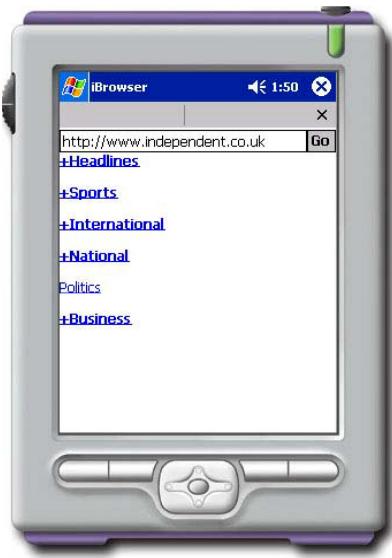 iBrowser 1:50
http://www.independent.co.uk Go
+Headlines
+Sports
+International
+National
Politics
+Business